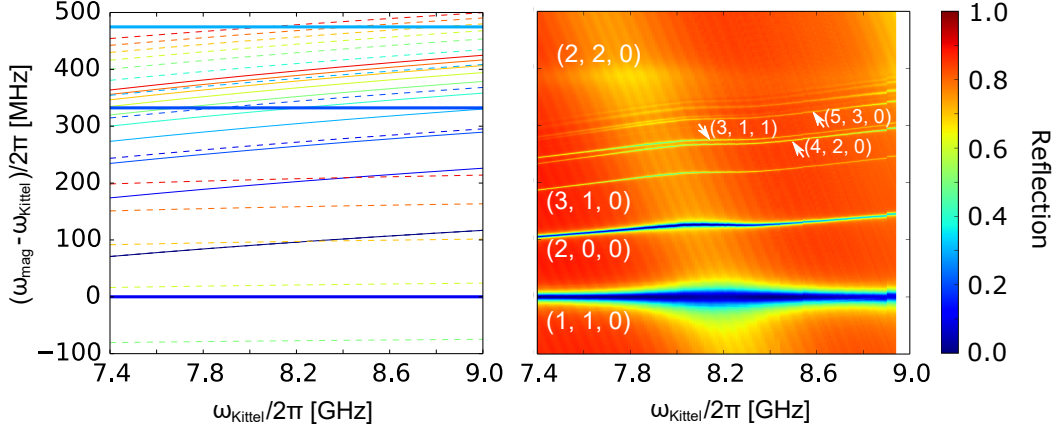 500
400
300
200
100
0
−100
(ω_mag - ω_Kittel)/2π [MHz]
7.4
7.8
8.2
8.6
9.0
ω_Kittel/2π [GHz]
(2, 2, 0)
(3, 1, 1)
(5, 3, 0)
(4, 2, 0)
(3, 1, 0)
(2, 0, 0)
(1, 1, 0)
7.4
7.8
8.2
8.6
9.0
ω_Kittel/2π [GHz]
1.0
0.8
0.6
0.4
0.2
0.0
Reflection